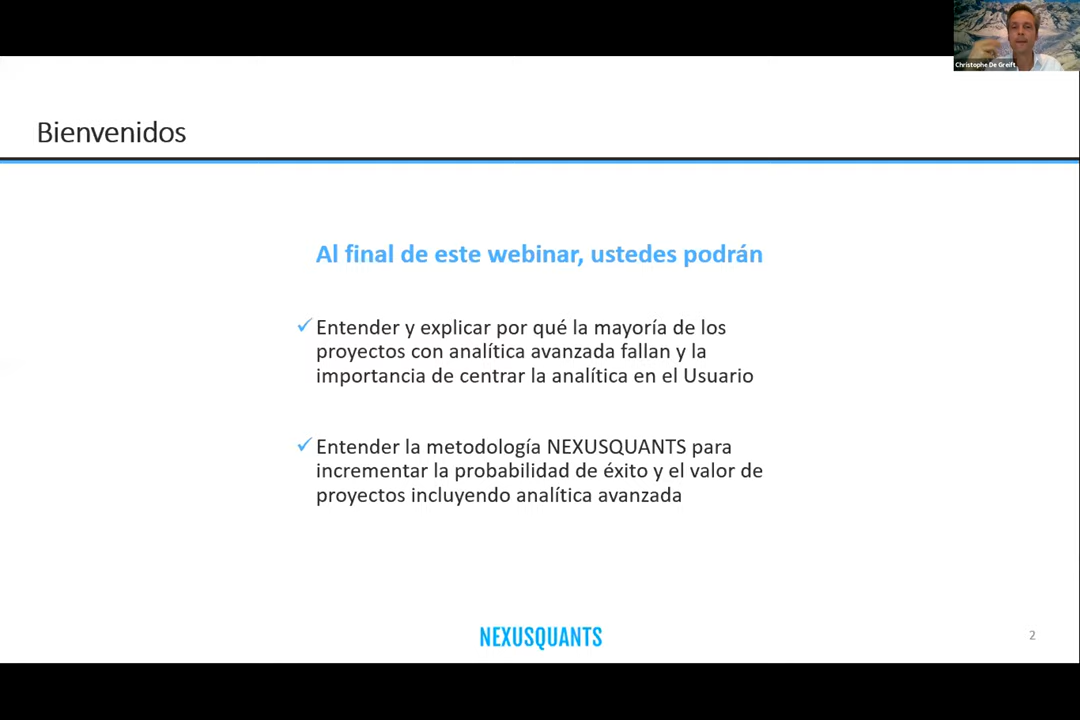 Christophe De Greift
Bienvenidos
Al final de este webinar, ustedes podrán
✓ Entender y explicar por qué la mayoría de los
proyectos con analítica avanzada fallan y la
importancia de centrar la analítica en el Usuario
✓ Entender la metodología NEXUSQUANTS para
incrementar la probabilidad de éxito y el valor de
proyectos incluyendo analítica avanzada
NEXUSQUANTS
2